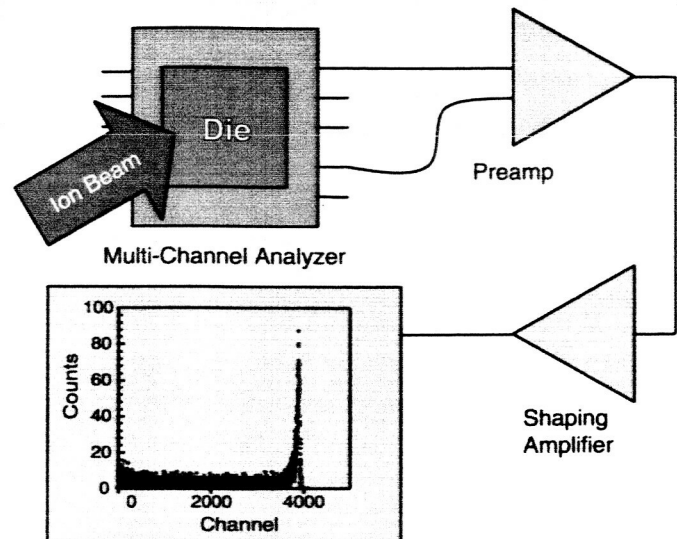 Die
Ion Beam
Preamp
Multi-Channel Analyzer
100
80
60
40
20
0
Counts
0 2000 4000
Channel
Shaping
Amplifier